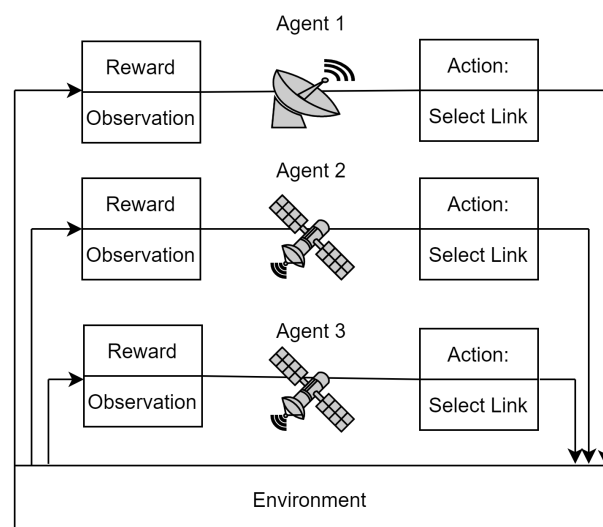 Agent 1
Reward
Observation
Action:
Select Link
Agent 2
Reward
Observation
Action:
Select Link
Agent 3
Reward
Observation
Action:
Select Link
Environment